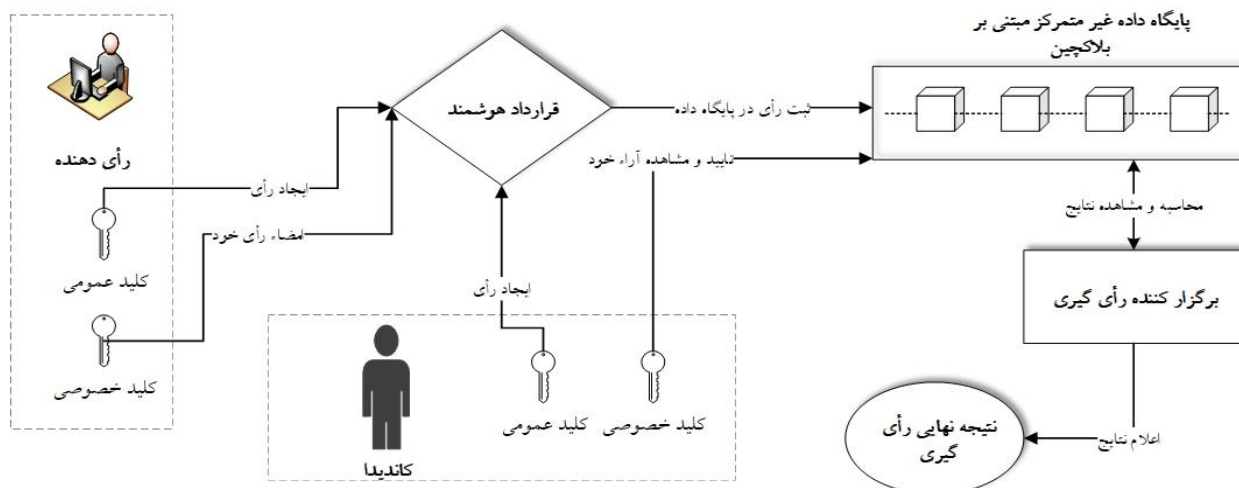 پایگاه داده غیر متمرکز مبتنی بر
بلاکچین
رأی دهنده
قرارداد هوشمند
ثبت رأی در پایگاه داده
تایید و مشاهده آراء خود
ایجاد رأی
امضاء رأی خود
کلید عمومی
کلید خصوصی
ایجاد رأی
محاسبه و مشاهده نتایج
برگزار کننده رأی گیری
کلید عمومی
کلید خصوصی
کاندیدا
نتیجه نهایی رأی
گیری
اعلام نتایج